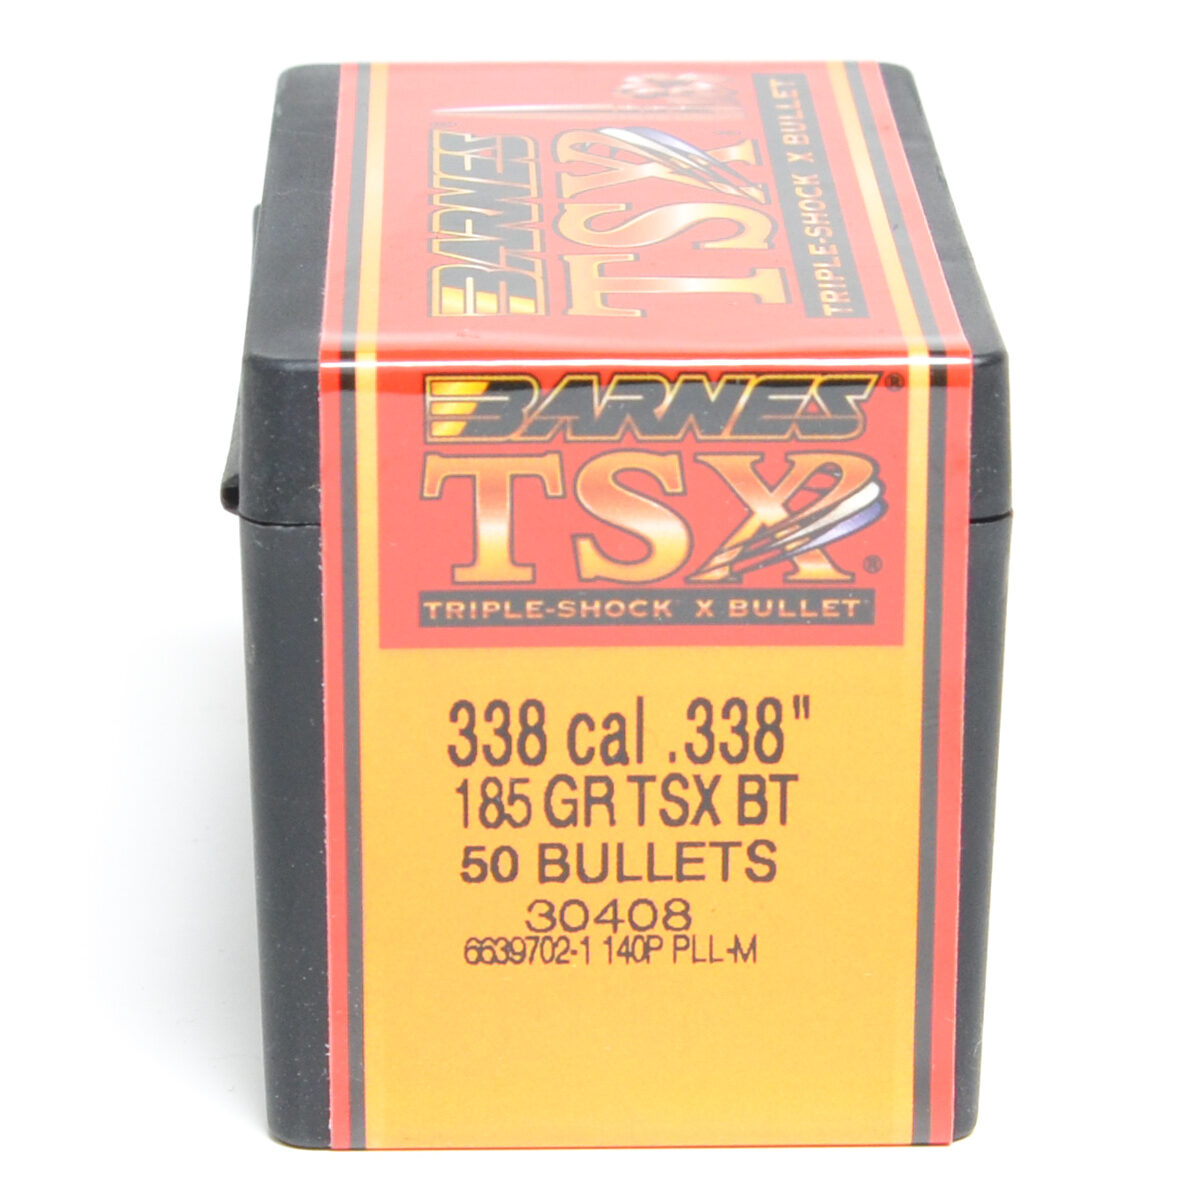 BARNES
TSX
TRIPLE-SHOCK X BULLET
BARNES®
TSX®
TRIPLE-SHOCK X BULLET
338 cal .338"
185 GR TSX BT
50 BULLETS
30408
6639702-1 140P PLL-M